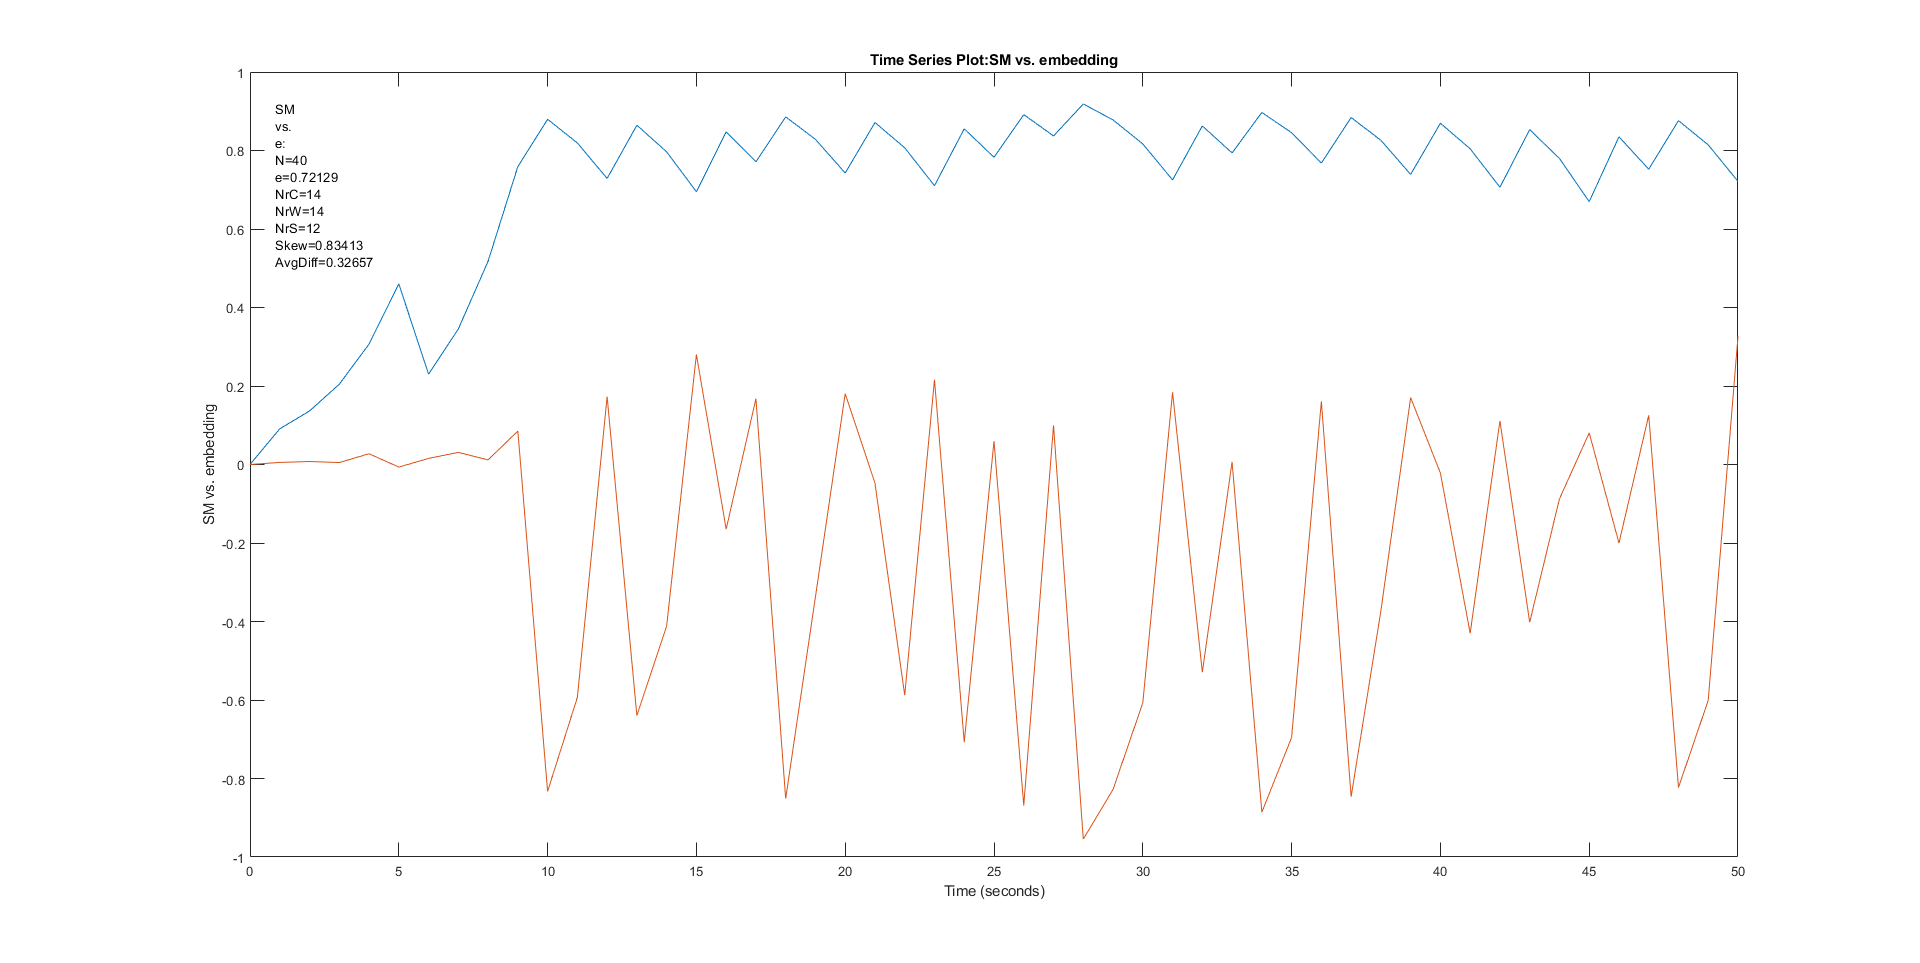 Time Series Plot:SM vs. embedding
1
0.8
0.6
0.4
0.2
0
-0.2
-0.4
-0.6
-0.8
-1
SM vs. embedding
SM
vs.
e:
N=40
e=0.72129
NrC=14
NrW=14
NrS=12
Skew=0.83413
AvgDiff=0.32657
0 5 10 15 20 25 30 35 40 45 50
Time (seconds)